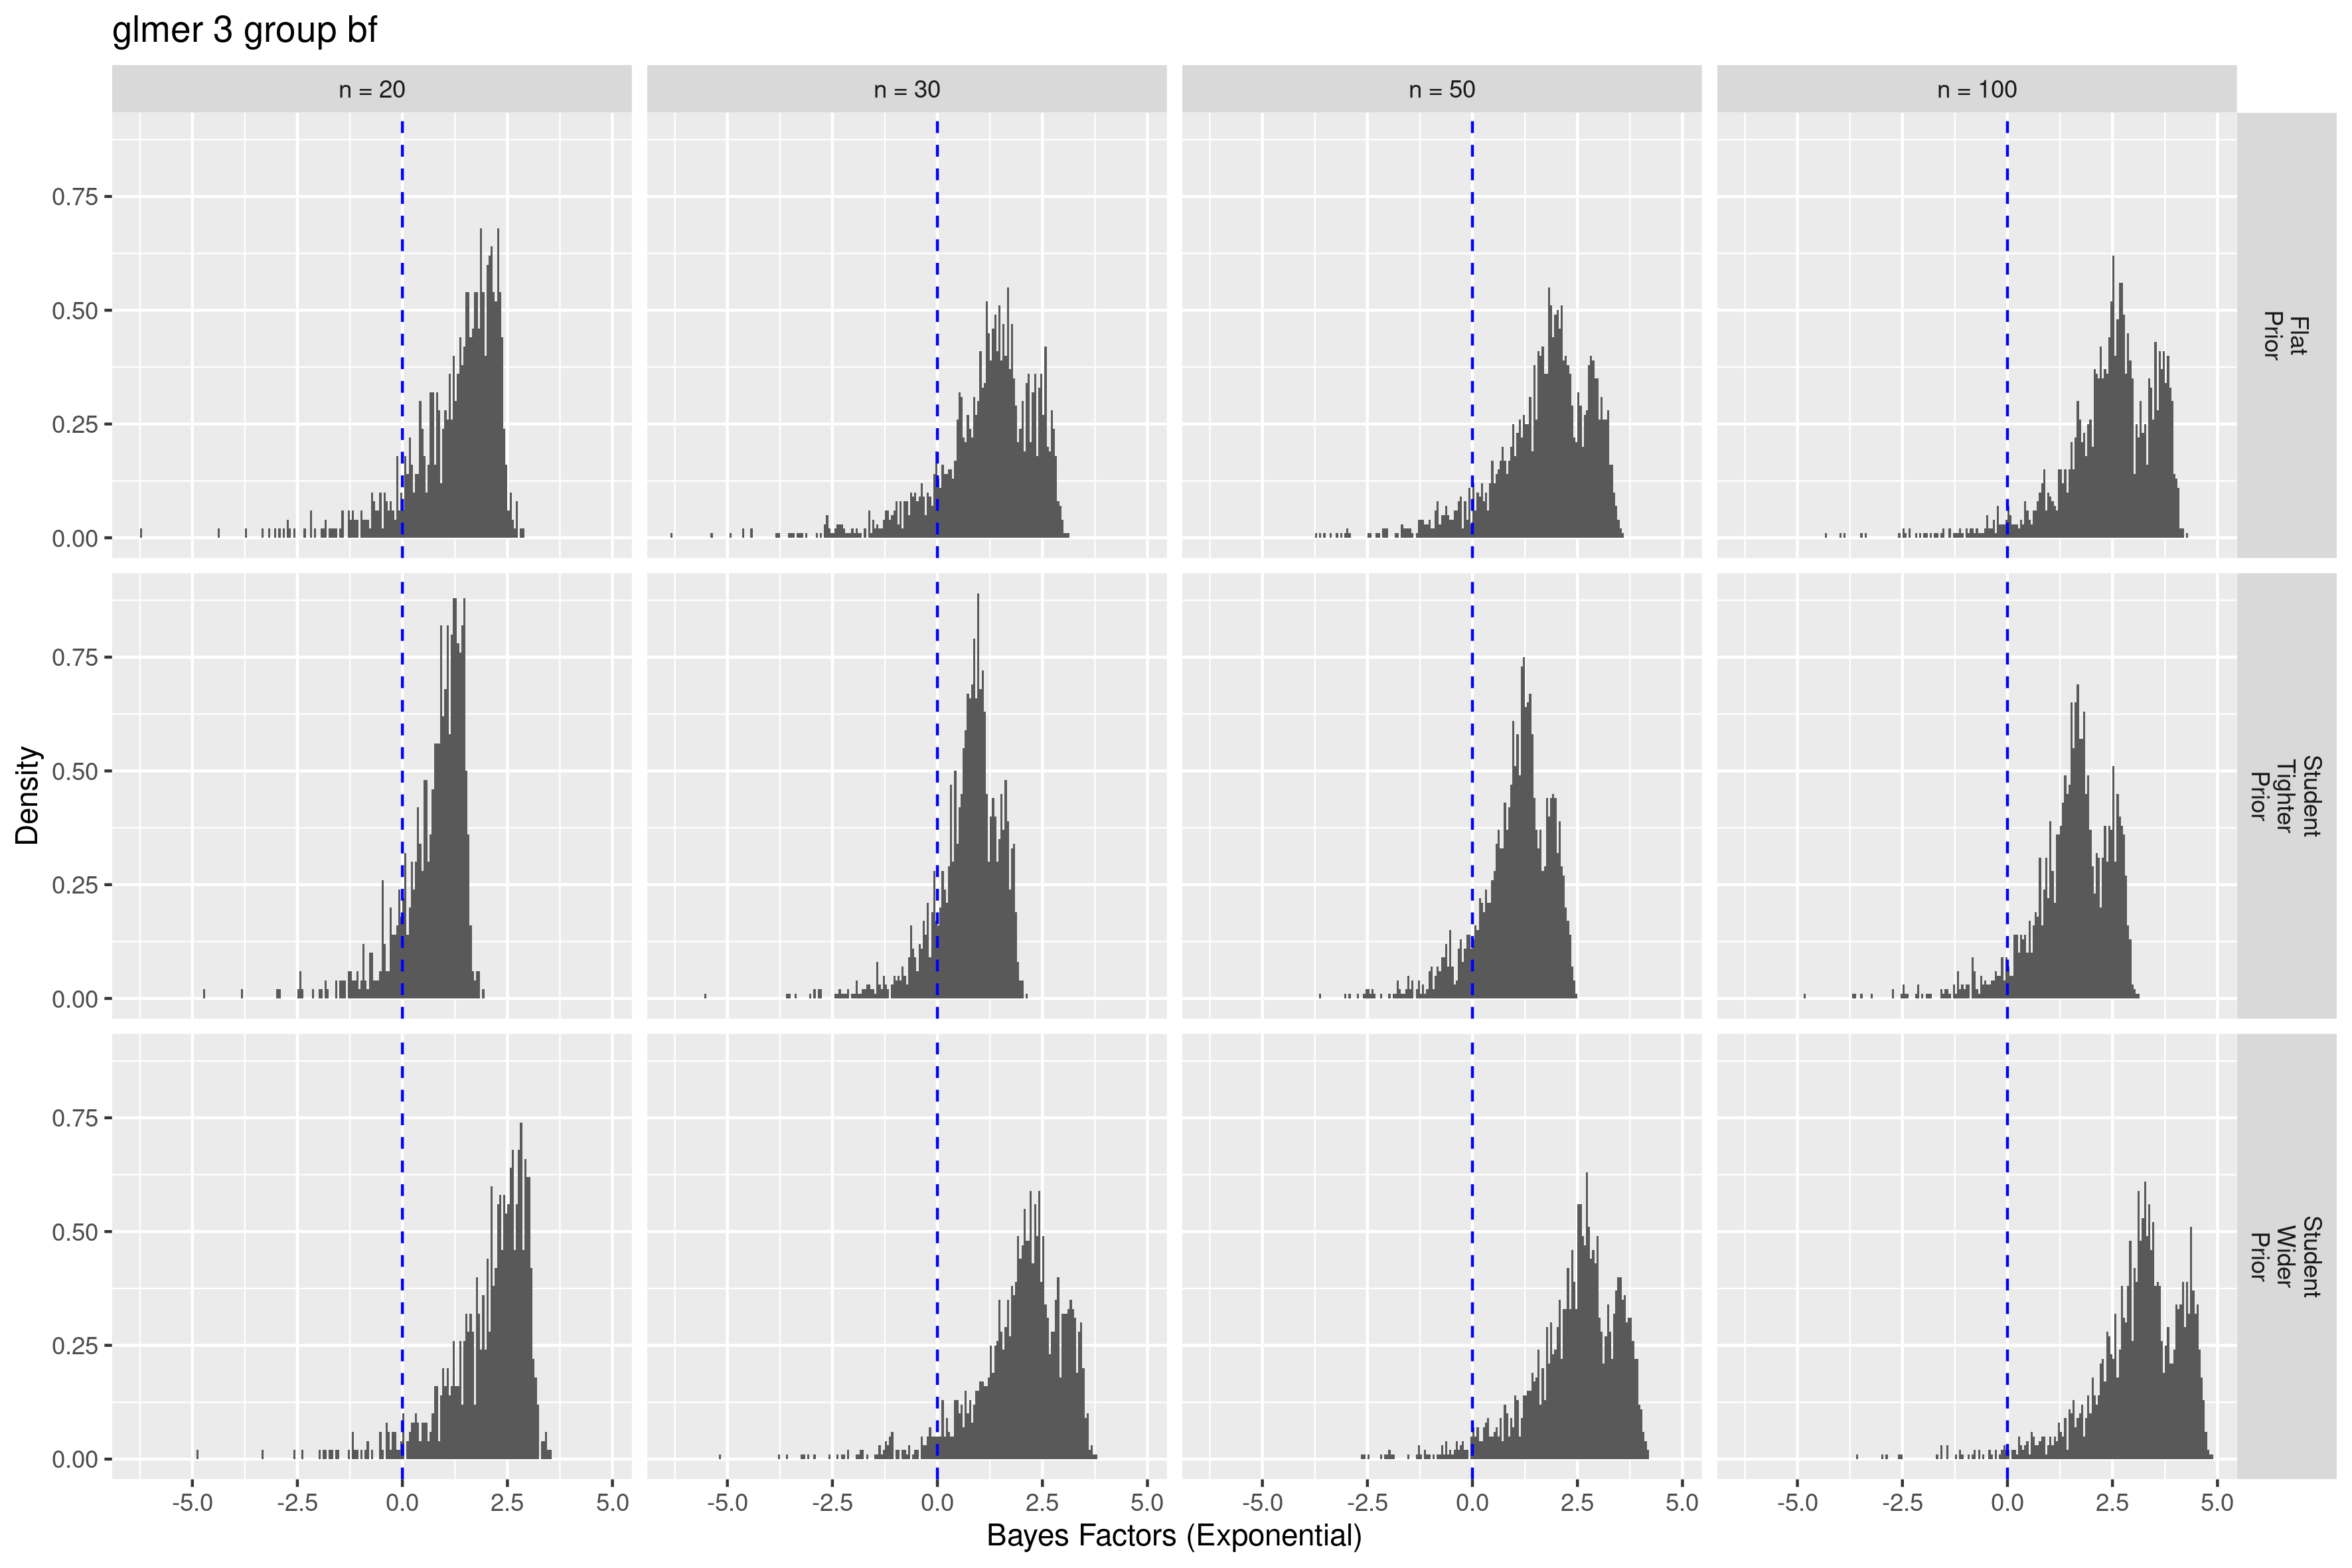 glmer 3 group bf
n = 20
n = 30
n = 50
n = 100
0.75
0.50
0.25
0.00
Flat
Prior
0.75
0.50
0.25
0.00
Student
Tighter
Prior
0.75
0.50
0.25
0.00
Student
Wider
Prior
Density
-5.0 -2.5 0.0 2.5 5.0
-5.0 -2.5 0.0 2.5 5.0
-5.0 -2.5 0.0 2.5 5.0
-5.0 -2.5 0.0 2.5 5.0
Bayes Factors (Exponential)